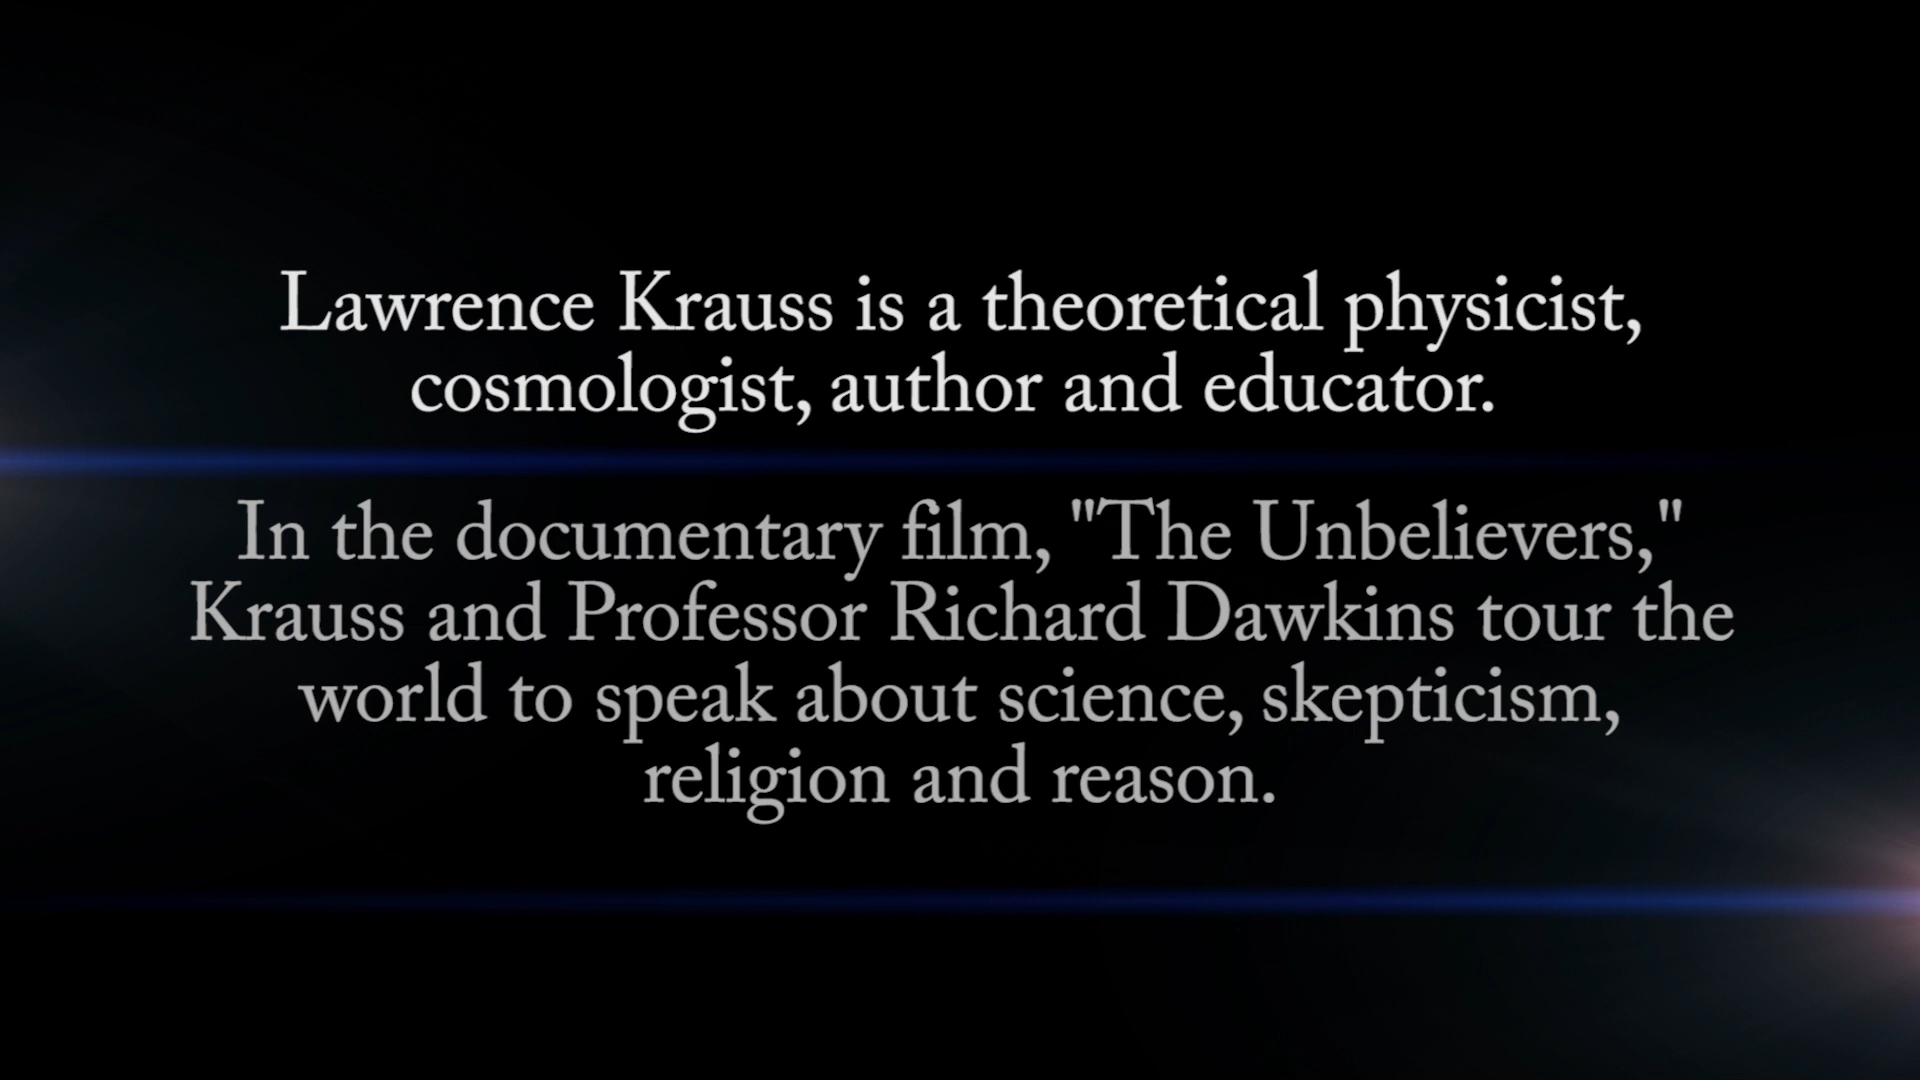 Lawrence Krauss is a theoretical physicist,
cosmologist, author and educator.
In the documentary film, "The Unbelievers,"
Krauss and Professor Richard Dawkins tour the
world to speak about science, skepticism,
religion and reason.